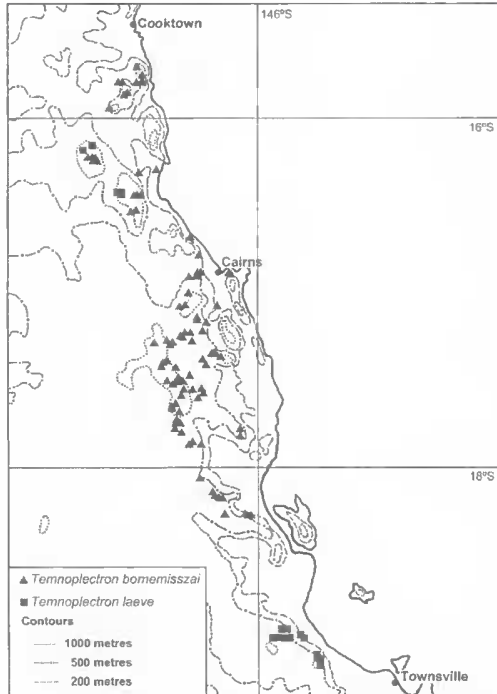 146ºS
Cooktown
16ºS
Cairns
18ºS
Temnoplectron bornemisszai
Temnoplectron laeve
Contours
1000 metres
500 metres
200 metres
Townsville